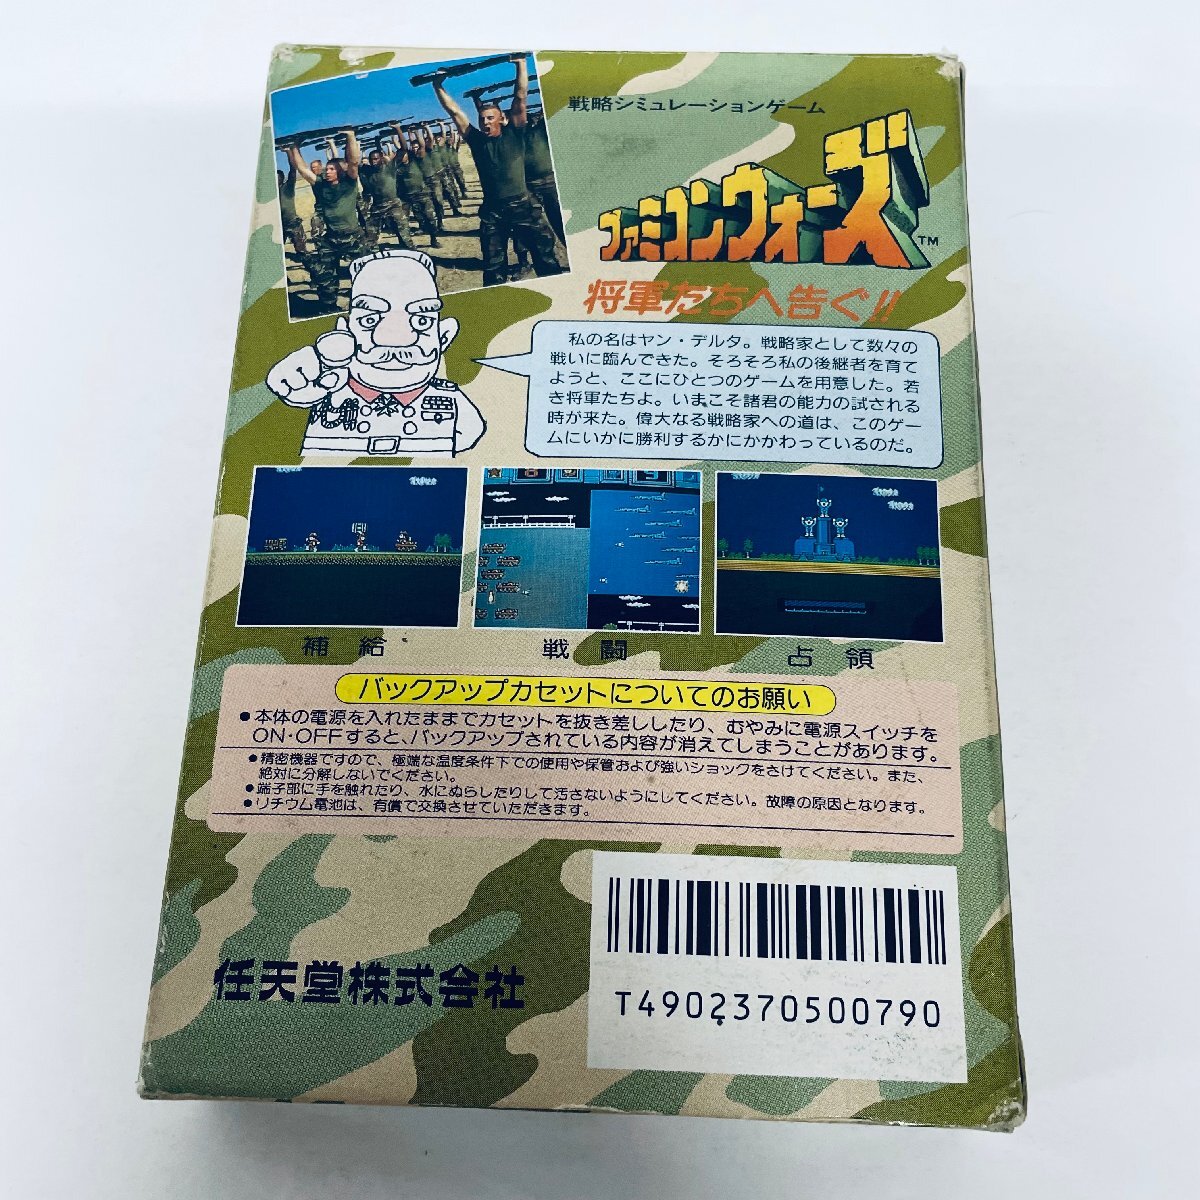 戦略シミュレーションゲーム
ファミコンウォーズ™
将軍たちへ告ぐ!!
私の名はヤン・デルタ。戦略家として数々の
戦いに臨んできた。そろそろ私の後継者を育て
ようと、ここにひとつのゲームを用意した。若
き将軍たちよ。いまこそ諸君の能力の試される
時が来た。偉大なる戦略家への道は、このゲー
ムにいかに勝利するかにかかわっているのだ。
補給
戦闘
占領
バックアップカセットについてのお願い
●本体の電源を入れたままでカセットを抜き差ししたり、むやみに電源スイッチを
ON・OFFすると、バックアップされている内容が消えてしまうことがあります。
●精密機器ですので、極端な温度条件下での使用や保管および強いショックをさけてください。また、
絶対に分解しないでください。
●端子部に手を触れたり、水にぬらしたりして汚さないようにしてください。故障の原因となります。
●リチウム電池は、有償で交換させていただきます。
任天堂株式会社
T4902370500790